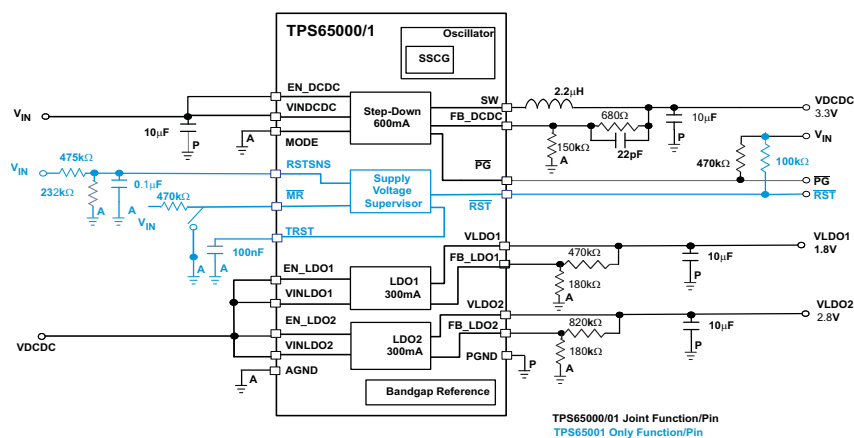 TPS65000/1
Oscillator
SSCG
EN_DCDC
VINDCDC
MODE
V_IN
10µF
P
A
Step-Down
600mA
SW
FB_DCDC
2.2µH
680Ω
22pF
150kΩ
A
10µF
P
VDCDC
3.3V
V_IN
470kΩ
100kΩ
PG
PG
RST
RST
V_IN
475kΩ
232kΩ
A
0.1µF
A
RSTSNS
MR
TRST
470kΩ
V_IN
A
A
100nF
Supply
Voltage
Supervisor
VLDO1
FB_LDO1
470kΩ
180kΩ
A
10µF
P
VLDO1
1.8V
EN_LDO1
VINLDO1
LDO1
300mA
EN_LDO2
VINLDO2
LDO2
300mA
VLDO2
FB_LDO2
820kΩ
180kΩ
A
10µF
P
VLDO2
2.8V
VDCDC
A
AGND
PGND
P
Bandgap Reference
TPS65000/01 Joint Function/Pin
TPS65001 Only Function/Pin